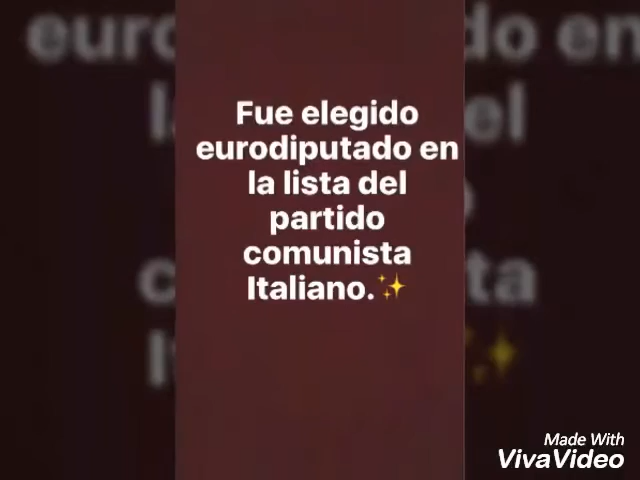 Fue elegido
eurodiputado en
la lista del
partido
comunista
Italiano.✨
Made With
VivaVideo